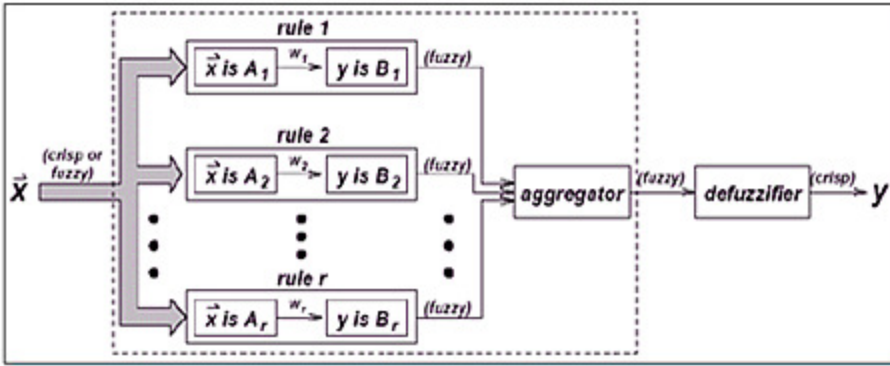 rule 1
x⃗ is A₁ w₁ y is B₁ (fuzzy)
rule 2
(crisp or
fuzzy)
x⃗ is A₂ w₂ y is B₂ (fuzzy)
x⃗
aggregator (fuzzy) defuzzifier (crisp) y
rule r
x⃗ is Aᵣ wᵣ y is Bᵣ (fuzzy)